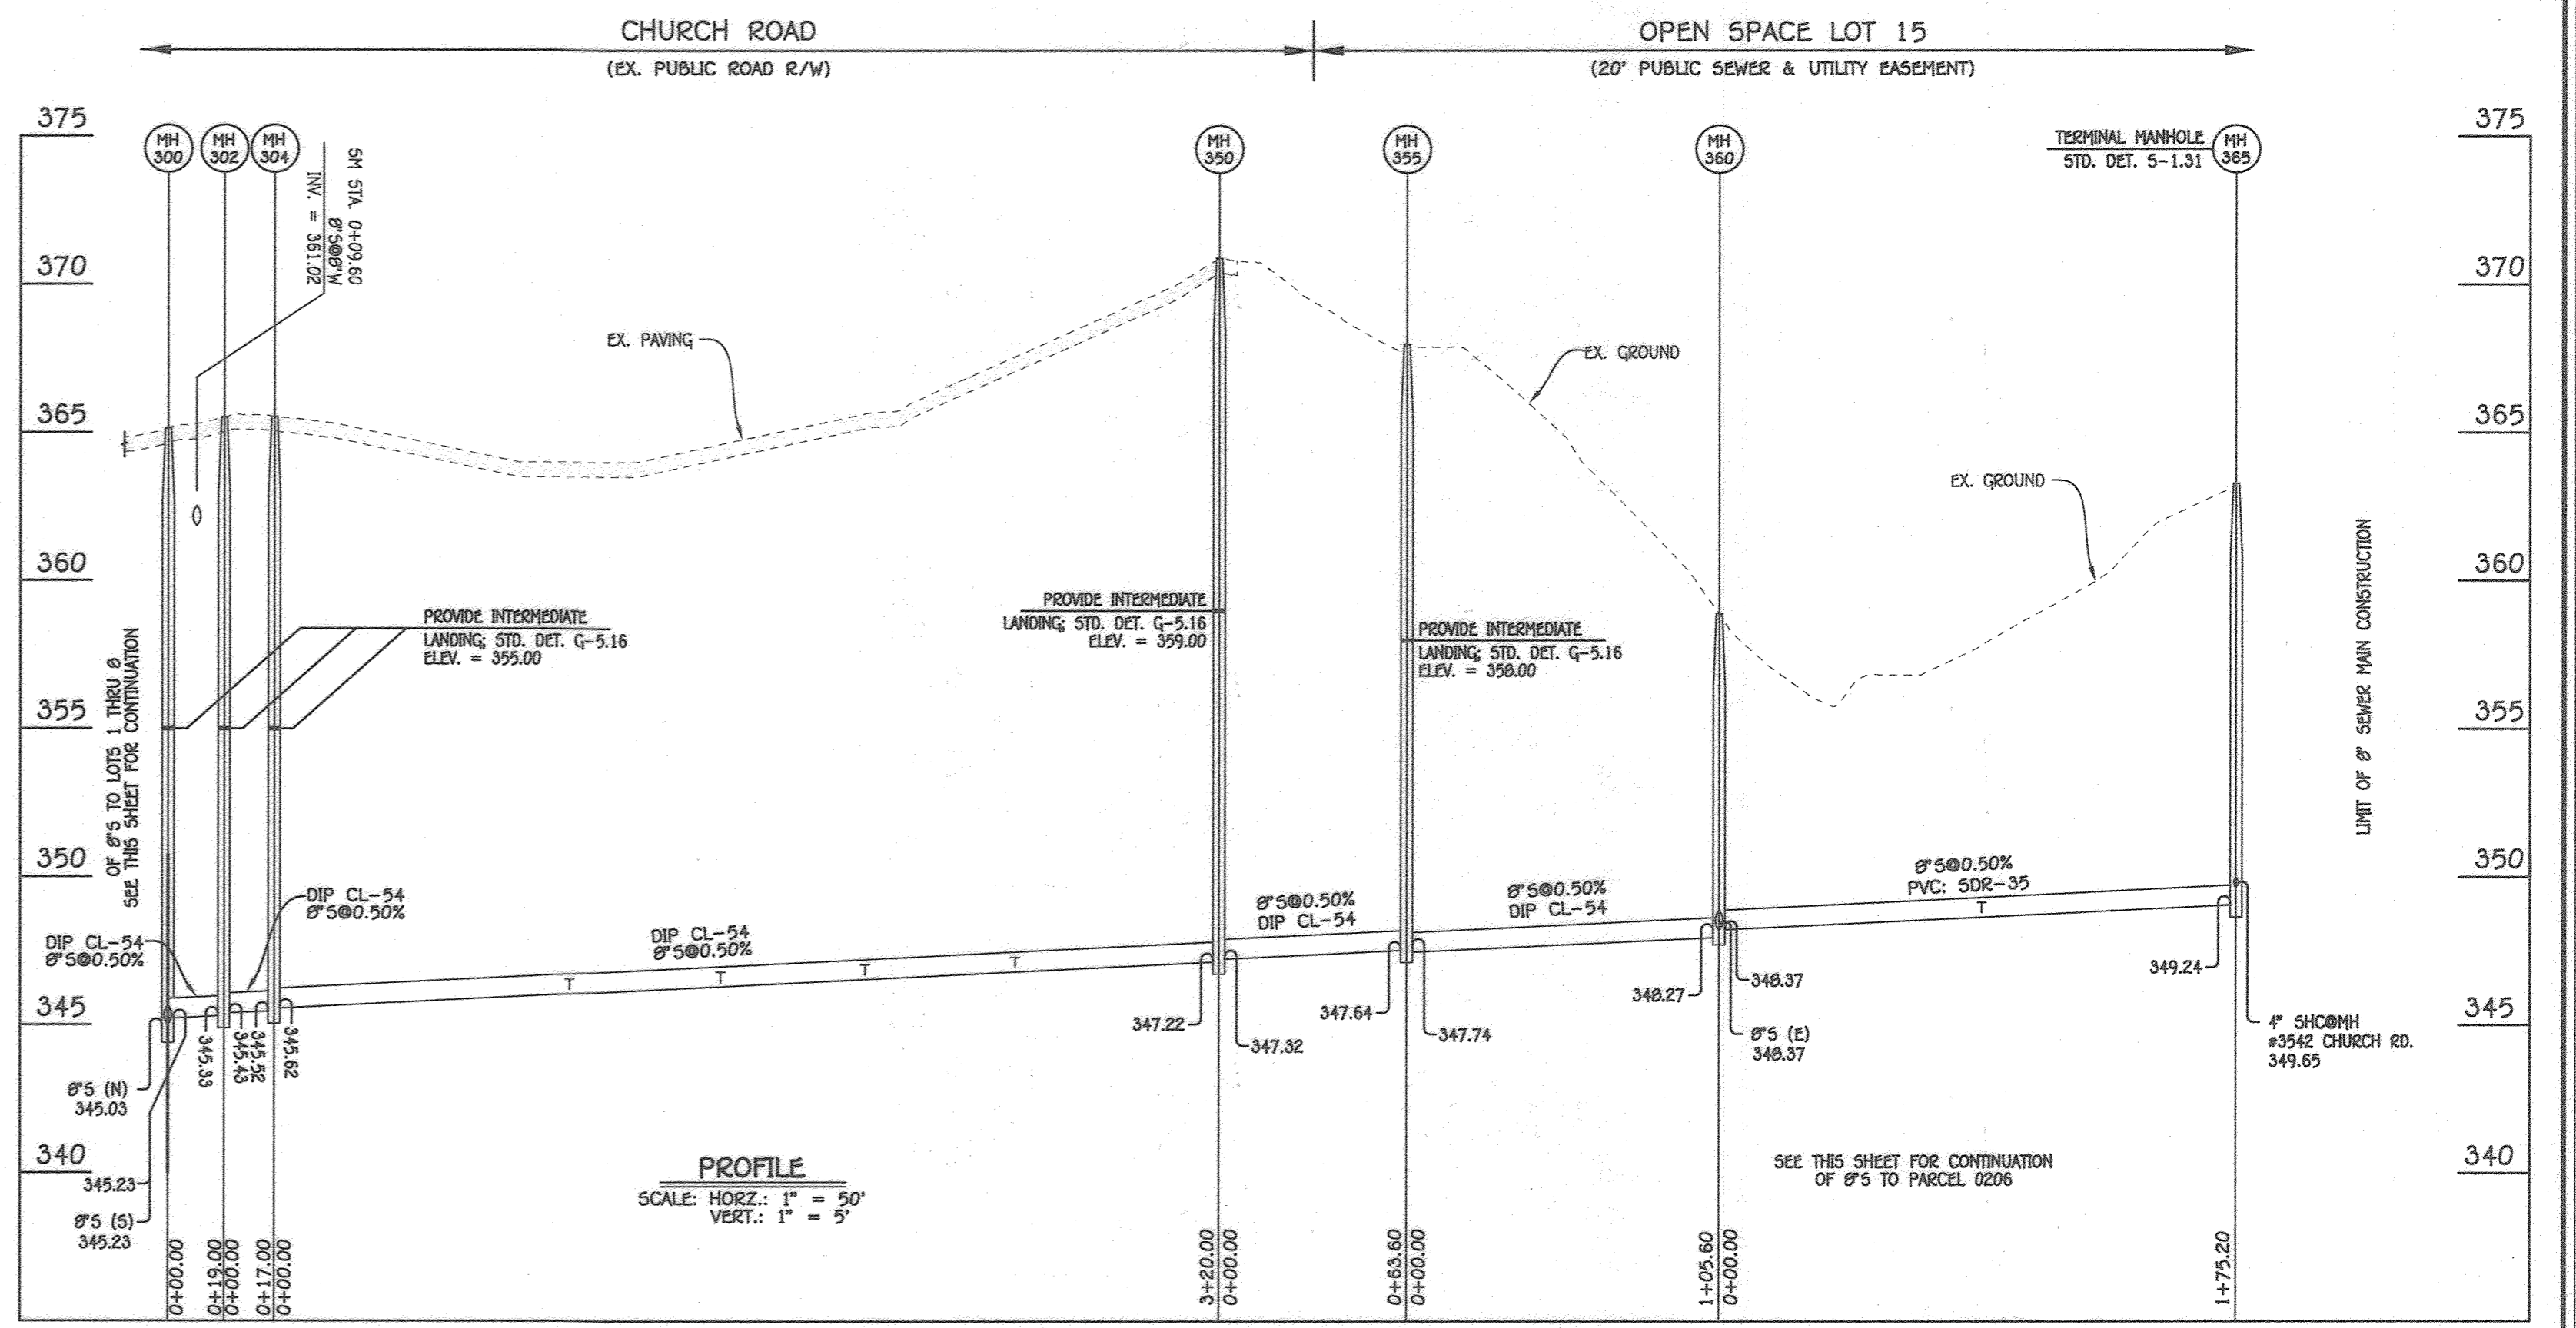 CHURCH ROAD
(EX. PUBLIC ROAD R/W)
OPEN SPACE LOT 15
(20' PUBLIC SEWER & UTILITY EASEMENT)
375
370
365
360
355
350
345
340
MH
300
MH
302
MH
304
SM STA. 0+09.60
8"S@8"W
INV. = 361.02
MH
350
MH
355
MH
360
TERMINAL MANHOLE
STD. DET. S-1.31
MH
365
375
370
365
360
355
350
345
340
EX. PAVING
EX. GROUND
EX. GROUND
PROVIDE INTERMEDIATE
LANDING; STD. DET. G-5.16
ELEV. = 355.00
PROVIDE INTERMEDIATE
LANDING; STD. DET. G-5.16
ELEV. = 359.00
PROVIDE INTERMEDIATE
LANDING; STD. DET. G-5.16
ELEV. = 358.00
OF 8"S TO LOTS 1 THRU 8
SEE THIS SHEET FOR CONTINUATION
LIMIT OF 8" SEWER MAIN CONSTRUCTION
DIP CL-54
8"S@0.50%
DIP CL-54
8"S@0.50%
DIP CL-54
8"S@0.50%
8"S@0.50%
DIP CL-54
8"S@0.50%
DIP CL-54
8"S@0.50%
PVC: SDR-35
T
T
T
T
T
8"S (N)
345.03
345.23
8"S (S)
345.23
345.33
345.43
345.52
345.62
347.22
347.32
347.64
347.74
348.27
348.37
8"S (E)
348.37
349.24
4" SHC@MH
#3542 CHURCH RD.
349.65
PROFILE
SCALE: HORZ.: 1" = 50'
VERT.: 1" = 5'
SEE THIS SHEET FOR CONTINUATION
OF 8"S TO PARCEL 0206
0+00.00
0+19.00
0+00.00
0+17.00
0+00.00
3+20.00
0+00.00
0+63.60
0+00.00
1+05.60
0+00.00
1+75.20